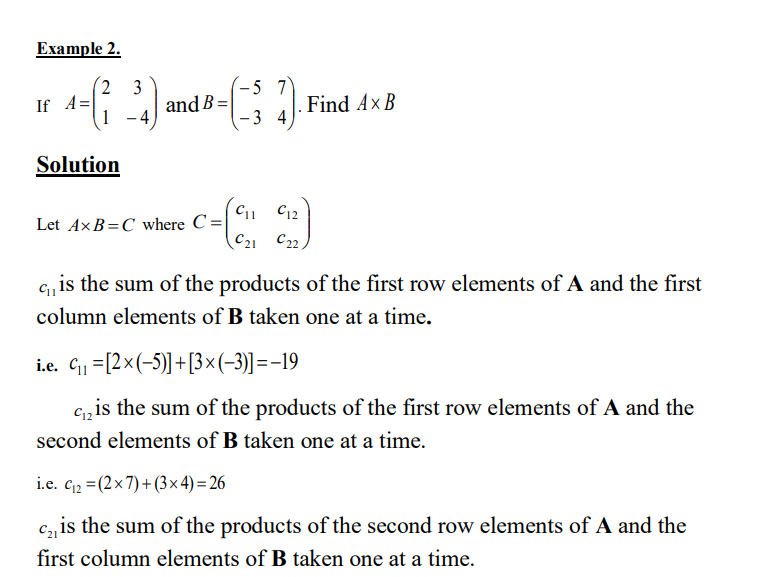 Example 2.
If A=(2 3
1 −4) and B=(−5 7
−3 4). Find A×B
Solution
Let A×B=C where C=(c11 c12
c21 c22)
c11 is the sum of the products of the first row elements of A and the first
column elements of B taken one at a time.
i.e. c11=[2×(−5)]+[3×(−3)]=−19
c12 is the sum of the products of the first row elements of A and the
second elements of B taken one at a time.
i.e. c12=(2×7)+(3×4)=26
c21 is the sum of the products of the second row elements of A and the
first column elements of B taken one at a time.